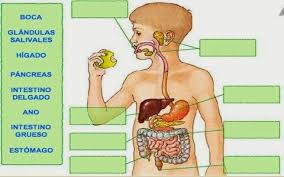 BOCA
GLÁNDULAS
SALIVALES
HÍGADO
PÁNCREAS
INTESTINO
DELGADO
ANO
INTESTINO
GRUESO
ESTÓMAGO